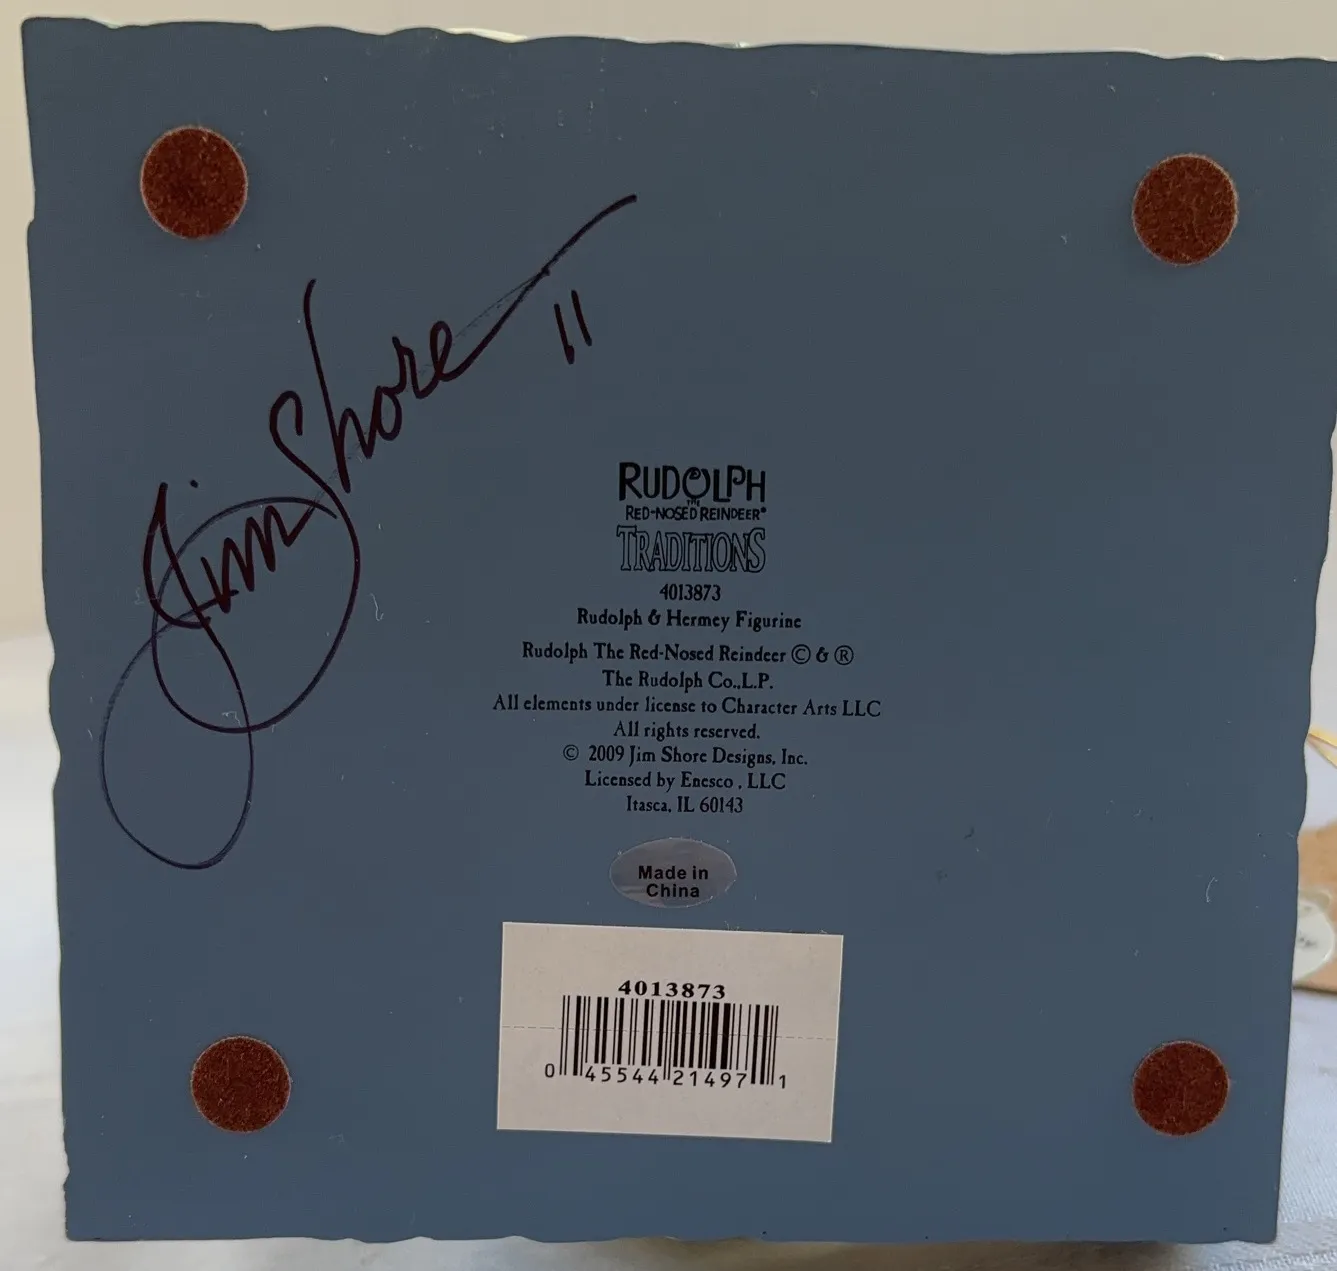 Jim Shore
11
RUDOLPH
THE
RED-NOSED REINDEER®
TRADITIONS
4013873
Rudolph & Hermey Figurine
Rudolph The Red-Nosed Reindeer © & ®
The Rudolph Co.,L.P.
All elements under license to Character Arts LLC
All rights reserved.
© 2009 Jim Shore Designs, Inc.
Licensed by Enesco , LLC
Itasca, IL 60143
Made in
China
4013873
0 45544 21497 1